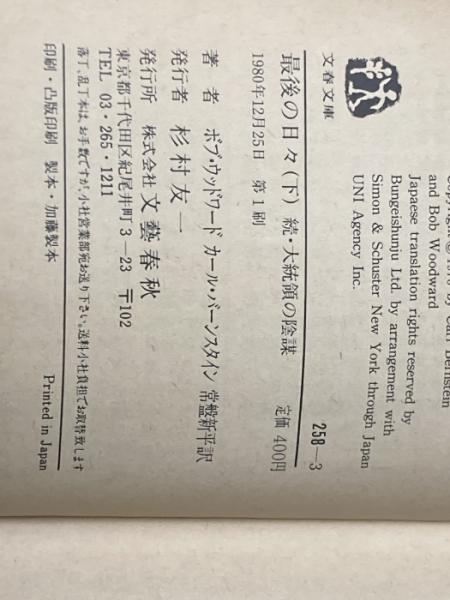 and Bob Woodward
Japaese translation rights reserved by
Bungeishunju Ltd. by arrangement with
Simon & Schuster New York through Japan
UNI Agency Inc.
文春文庫
258—3
最後の日々(下) 続・大統領の陰謀
定価 400円
1980年12月25日 第1刷
著 者 ボブ・ウッドワード カール・バーンスタイン 常盤新平訳
発行者 杉村友一
発行所 株式会社 文藝春秋
東京都千代田区紀尾井町3—23 〒102
TEL 03・265・1211
落丁、乱丁本は、お手数ですが小社営業部宛お送り下さい。送料小社負担でお取替致します
印刷・凸版印刷 製本・加藤製本
Printed in Japan